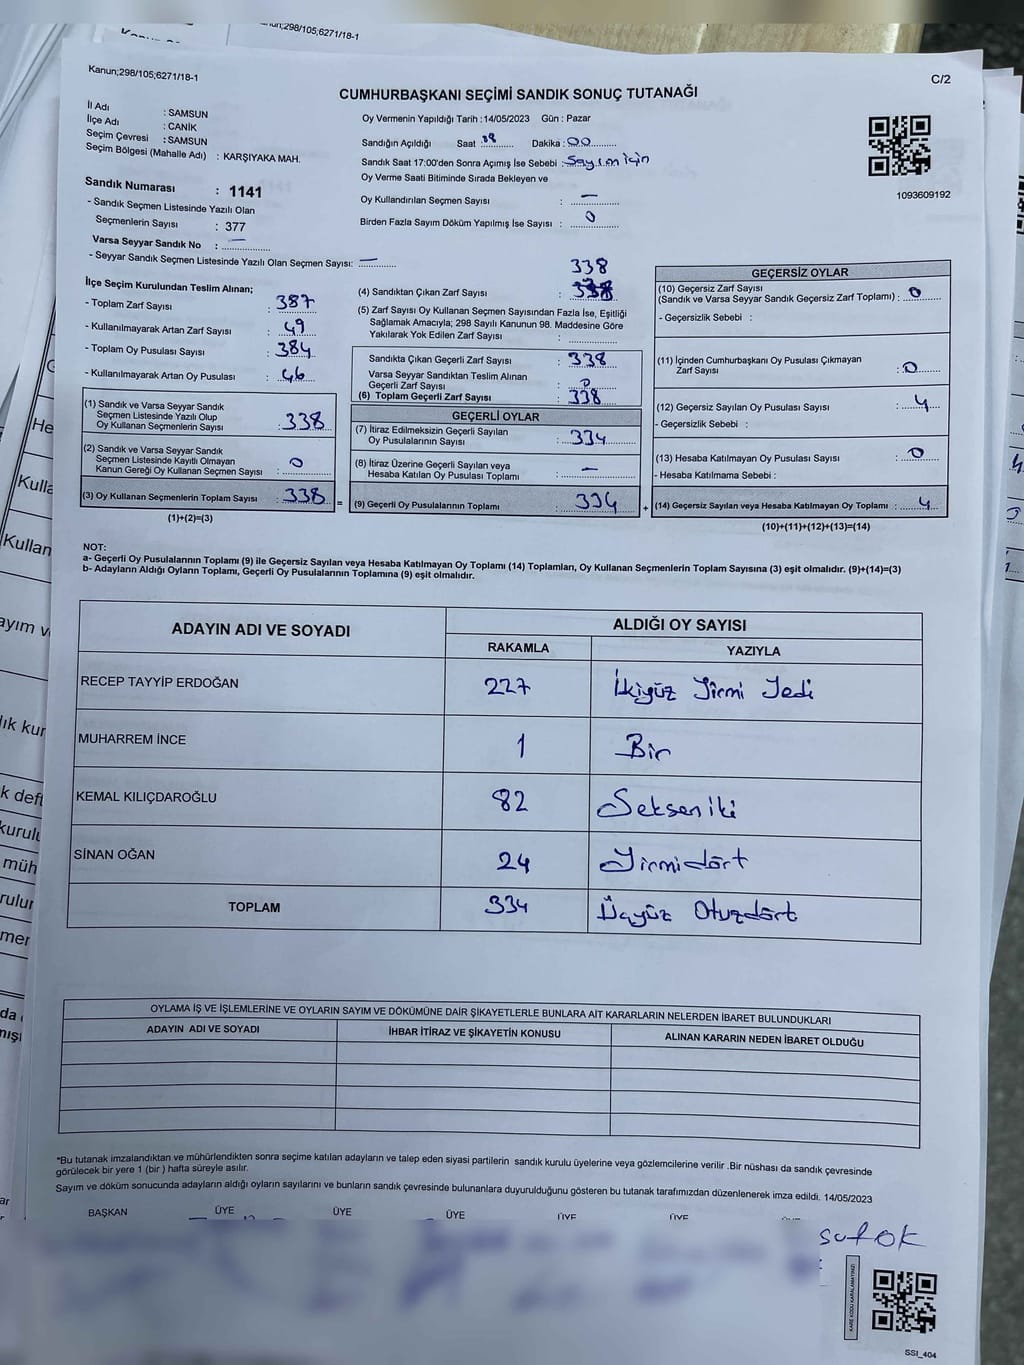 Kanun;298/105;6271/18-1
C/2
CUMHURBAŞKANI SEÇİMİ SANDIK SONUÇ TUTANAĞI
İl Adı : SAMSUN
İlçe Adı : CANİK
Seçim Çevresi : SAMSUN
Seçim Bölgesi (Mahalle Adı) : KARŞIYAKA MAH.
Oy Vermenin Yapıldığı Tarih :14/05/2023 Gün : Pazar
Sandığın Açıldığı Saat Dakika : 00
Sandık Saat 17:00'den Sonra Açımış İse Sebebi : Sayım için
Oy Verme Saati Bitiminde Sırada Bekleyen ve
Oy Kullandırılan Seçmen Sayısı : —
Birden Fazla Sayım Döküm Yapılmış İse Sayısı : 0
1093609192
Sandık Numarası : 1141
- Sandık Seçmen Listesinde Yazılı Olan
Seçmenlerin Sayısı : 377
Varsa Seyyar Sandık No : —
- Seyyar Sandık Seçmen Listesinde Yazılı Olan Seçmen Sayısı: —
İlçe Seçim Kurulundan Teslim Alınan;
- Toplam Zarf Sayısı : 387
- Kullanılmayarak Artan Zarf Sayısı : 49
- Toplam Oy Pusulası Sayısı : 384
- Kullanılmayarak Artan Oy Pusulası : 46
(1) Sandık ve Varsa Seyyar Sandık
Seçmen Listesinde Yazılı Olup
Oy Kullanan Seçmenlerin Sayısı : 338
(2) Sandık ve Varsa Seyyar Sandık
Seçmen Listesinde Kayıtlı Olmayan
Kanun Gereği Oy Kullanan Seçmen Sayısı : 0
(3) Oy Kullanan Seçmenlerin Toplam Sayısı : 338 =
(1)+(2)=(3)
338
(4) Sandıktan Çıkan Zarf Sayısı : 338
(5) Zarf Sayısı Oy Kullanan Seçmen Sayısından Fazla İse, Eşitliği
Sağlamak Amacıyla; 298 Sayılı Kanunun 98. Maddesine Göre
Yakılarak Yok Edilen Zarf Sayısı :
Sandıkta Çıkan Geçerli Zarf Sayısı : 338
Varsa Seyyar Sandıktan Teslim Alınan
Geçerli Zarf Sayısı : 0
(6) Toplam Geçerli Zarf Sayısı : 338
GEÇERLİ OYLAR
(7) İtiraz Edilmeksizin Geçerli Sayılan
Oy Pusulalarının Sayısı : 334
(8) İtiraz Üzerine Geçerli Sayılan veya
Hesaba Katılan Oy Pusulaları Toplamı : —
(9) Geçerli Oy Pusulalarının Toplamı : 334 +
GEÇERSİZ OYLAR
(10) Geçersiz Zarf Sayısı
(Sandık ve Varsa Seyyar Sandık Geçersiz Zarf Toplamı) : 0
- Geçersizlik Sebebi :
(11) İçinden Cumhurbaşkanı Oy Pusulası Çıkmayan
Zarf Sayısı : 0
(12) Geçersiz Sayılan Oy Pusulası Sayısı : 4
- Geçersizlik Sebebi :
(13) Hesaba Katılmayan Oy Pusulası Sayısı : 0
- Hesaba Katılmama Sebebi :
(14) Geçersiz Sayılan veya Hesaba Katılmayan Oy Toplamı : 4
(10)+(11)+(12)+(13)=(14)
NOT:
a- Geçerli Oy Pusulalarının Toplamı (9) ile Geçersiz Sayılan veya Hesaba Katılmayan Oy Toplamı (14) Toplamları, Oy Kullanan Seçmenlerin Toplam Sayısına (3) eşit olmalıdır. (9)+(14)=(3)
b- Adayların Aldığı Oyların Toplamı, Geçerli Oy Pusulalarının Toplamına (9) eşit olmalıdır.
ADAYIN ADI VE SOYADI ALDIĞI OY SAYISI
RAKAMLA YAZIYLA
RECEP TAYYİP ERDOĞAN 227 İkiyüz Yirmi Yedi
MUHARREM İNCE 1 Bir
KEMAL KILIÇDAROĞLU 82 Seksen iki
SİNAN OĞAN 24 Yirmidört
TOPLAM 334 Üçyüz Otuzdört
OYLAMA İŞ VE İŞLEMLERİNE VE OYLARIN SAYIM VE DÖKÜMÜNE DAİR ŞİKAYETLERLE BUNLARA AİT KARARLARIN NELERDEN İBARET BULUNDUKLARI
ADAYIN ADI VE SOYADI İHBAR İTİRAZ VE ŞİKAYETİN KONUSU ALINAN KARARIN NEDEN İBARET OLDUĞU
*Bu tutanak imzalandıktan ve mühürlendikten sonra seçime katılan adayların ve talep eden siyasi partilerin sandık kurulu üyelerine veya gözlemcilerine verilir .Bir nüshası da sandık çevresinde
görülecek bir yere 1 (bir ) hafta süreyle asılır.
Sayım ve döküm sonucunda adayların aldığı oyların sayılarını ve bunların sandık çevresinde bulunanlara duyurulduğunu gösteren bu tutanak tarafımızdan düzenlenerek imza edildi. 14/05/2023
BAŞKAN ÜYE ÜYE ÜYE ÜYE ÜYE
KARE KODU KARALAMAYINIZ!
SSI_404